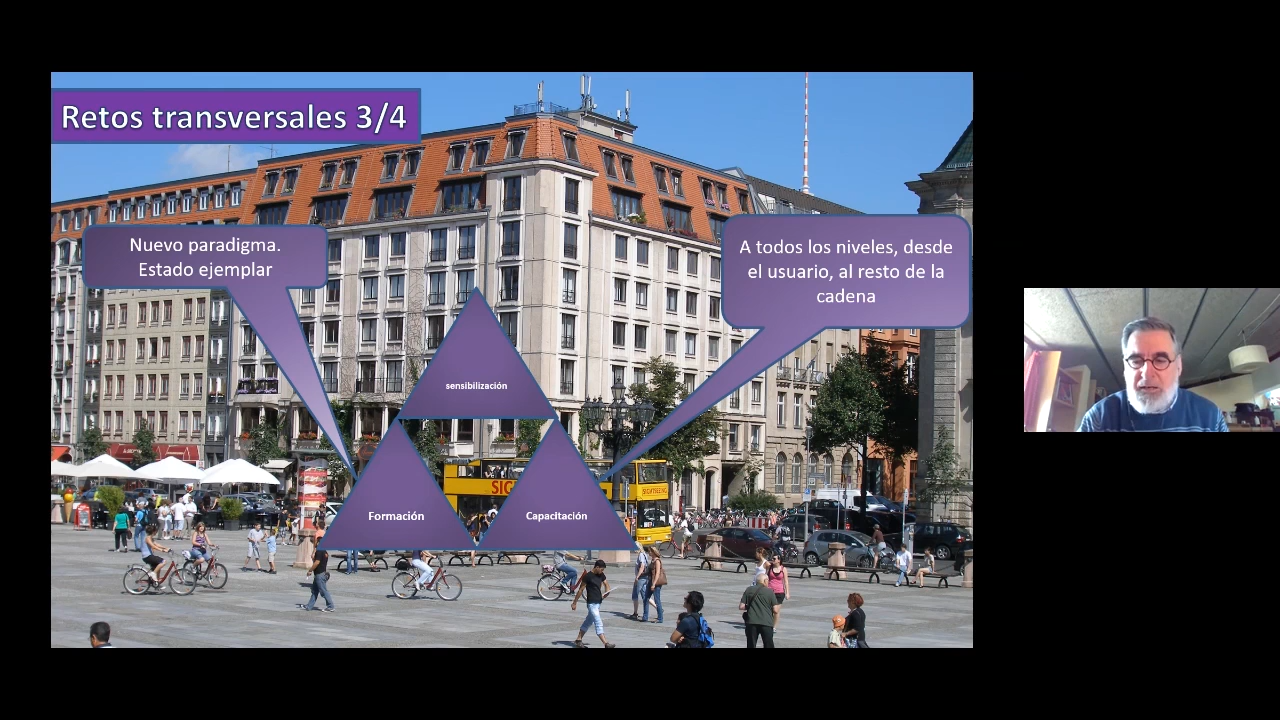 Retos transversales 3/4
Nuevo paradigma.
Estado ejemplar
A todos los niveles, desde
el usuario, al resto de la
cadena
sensibilización
Formación
Capacitación
SIGHTSEEING